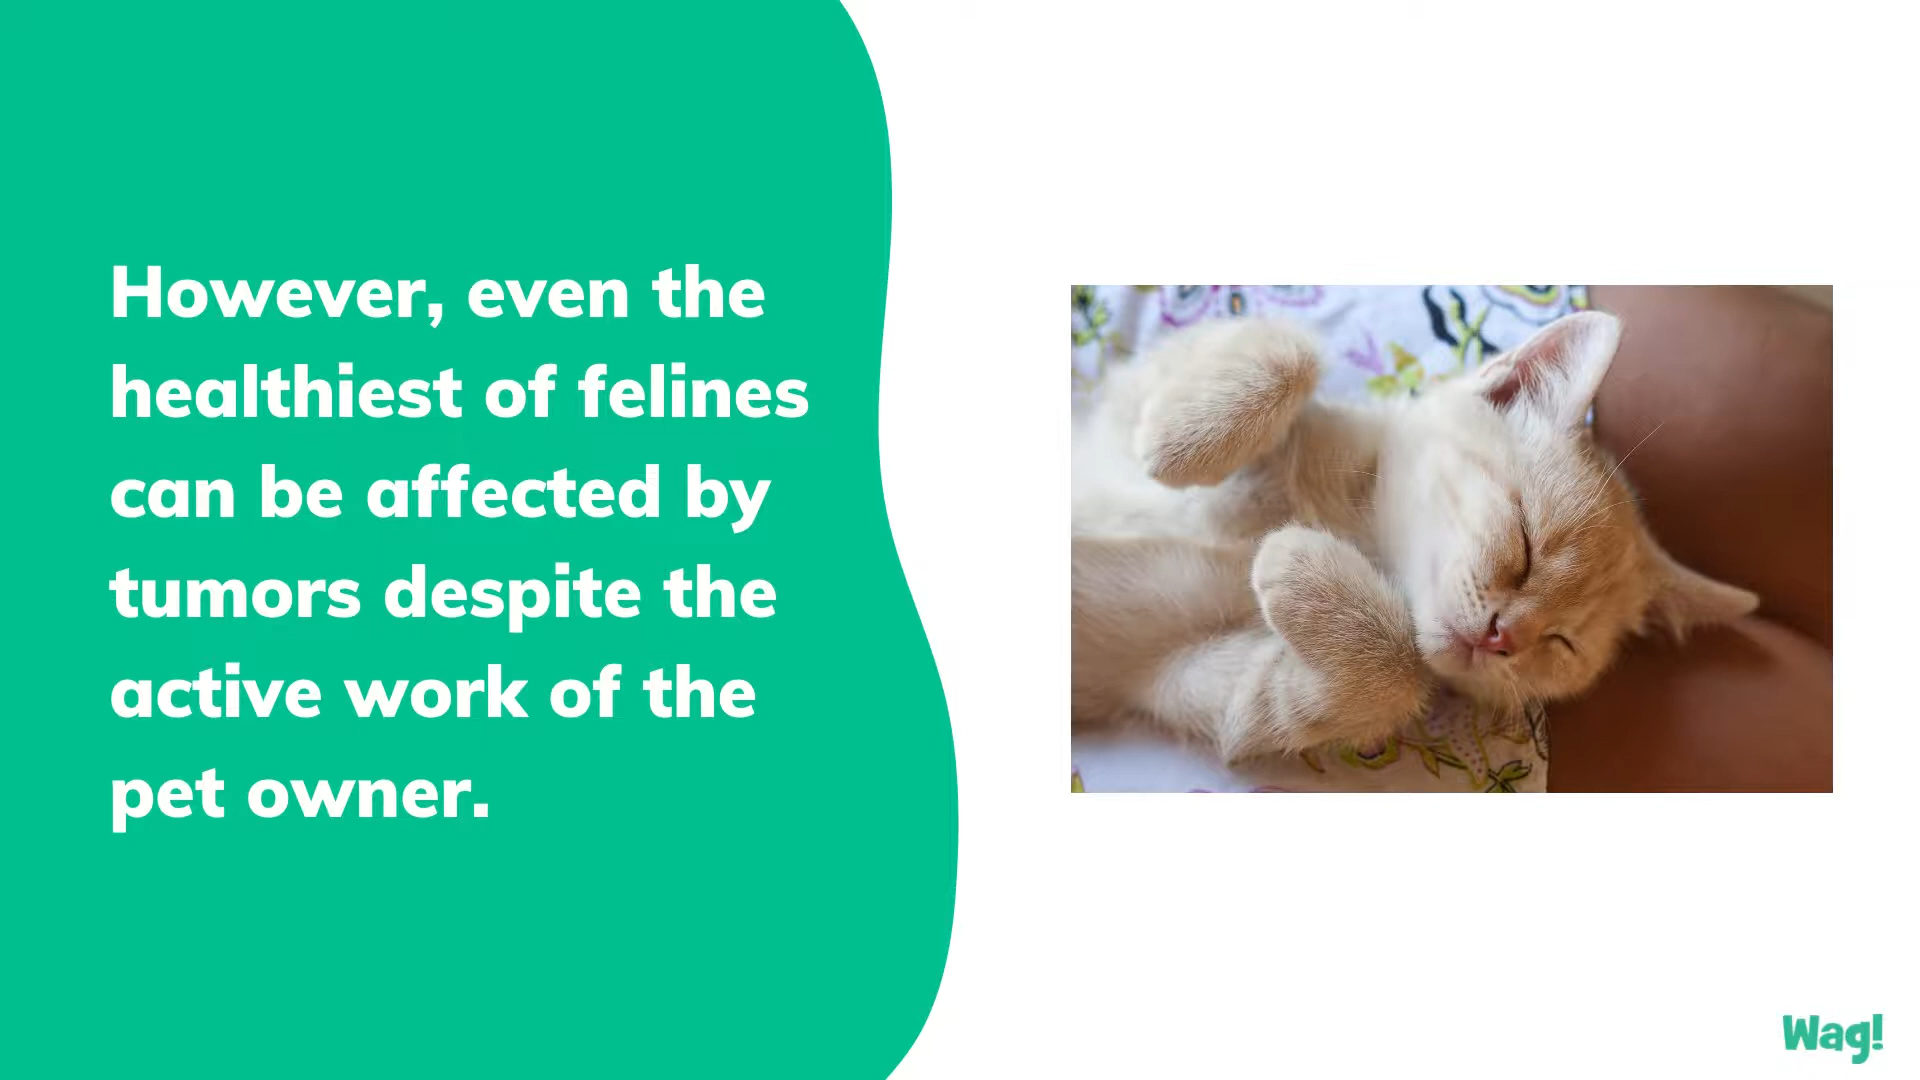 However, even the
healthiest of felines
can be affected by
tumors despite the
active work of the
pet owner.
Wag!